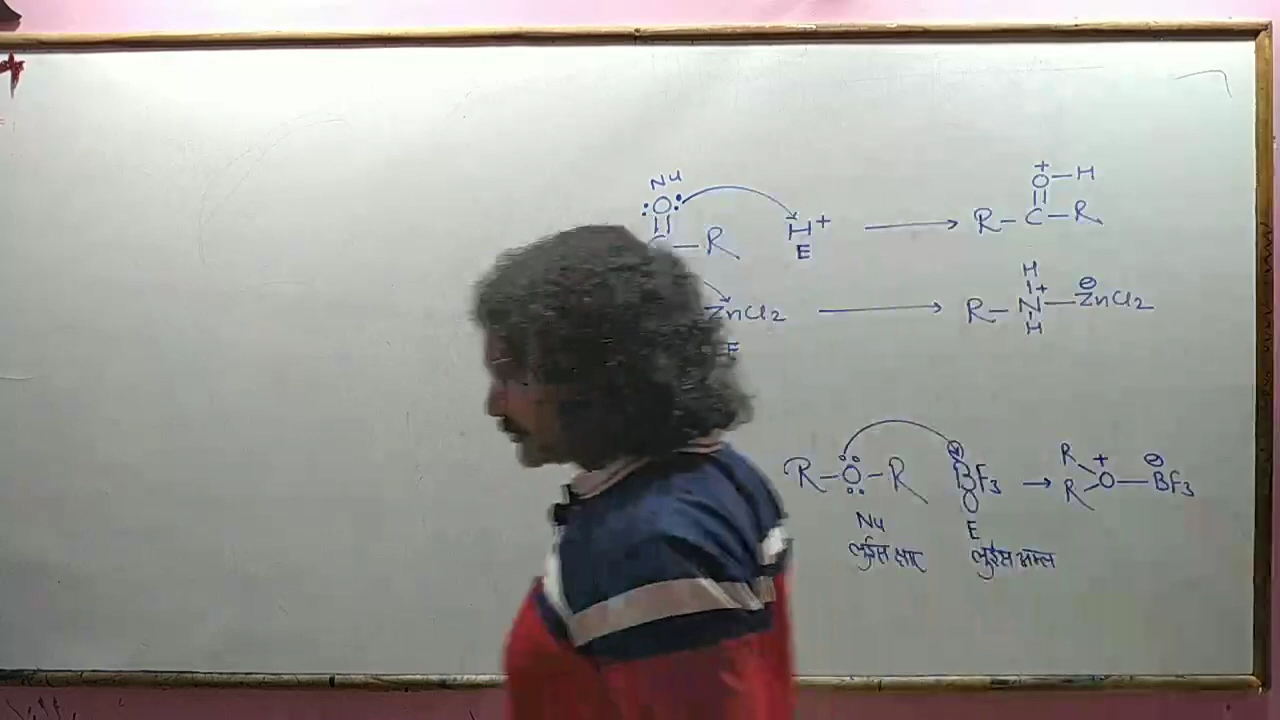 Nu
:O: H+ ⟶ R–C–R
‖ ‖
C–R E O+–H
ZnCl2 ⟶ R–N+–ZnCl2 ⊖
H
H
E
R–O–R BF3 → R R O+–BF3 ⊖
Nu E
लुईस क्षार लुईस अम्ल